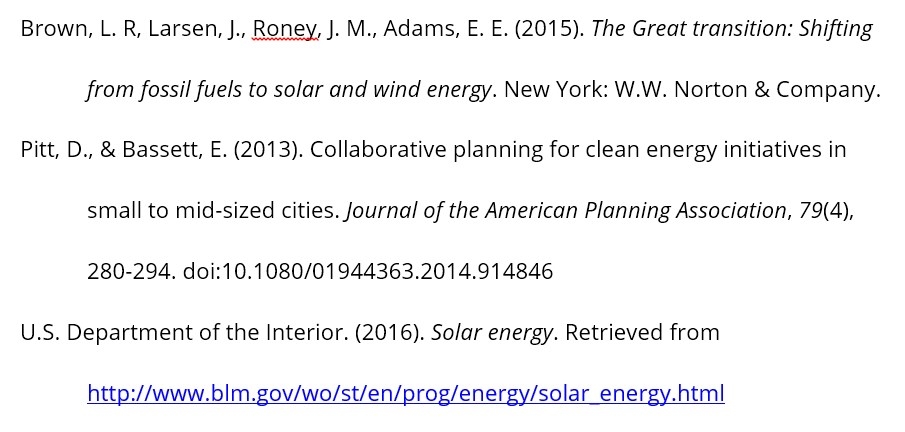 Brown, L. R, Larsen, J., Roney, J. M., Adams, E. E. (2015). The Great transition: Shifting
from fossil fuels to solar and wind energy. New York: W.W. Norton & Company.
Pitt, D., & Bassett, E. (2013). Collaborative planning for clean energy initiatives in
small to mid-sized cities. Journal of the American Planning Association, 79(4),
280-294. doi:10.1080/01944363.2014.914846
U.S. Department of the Interior. (2016). Solar energy. Retrieved from
http://www.blm.gov/wo/st/en/prog/energy/solar_energy.html